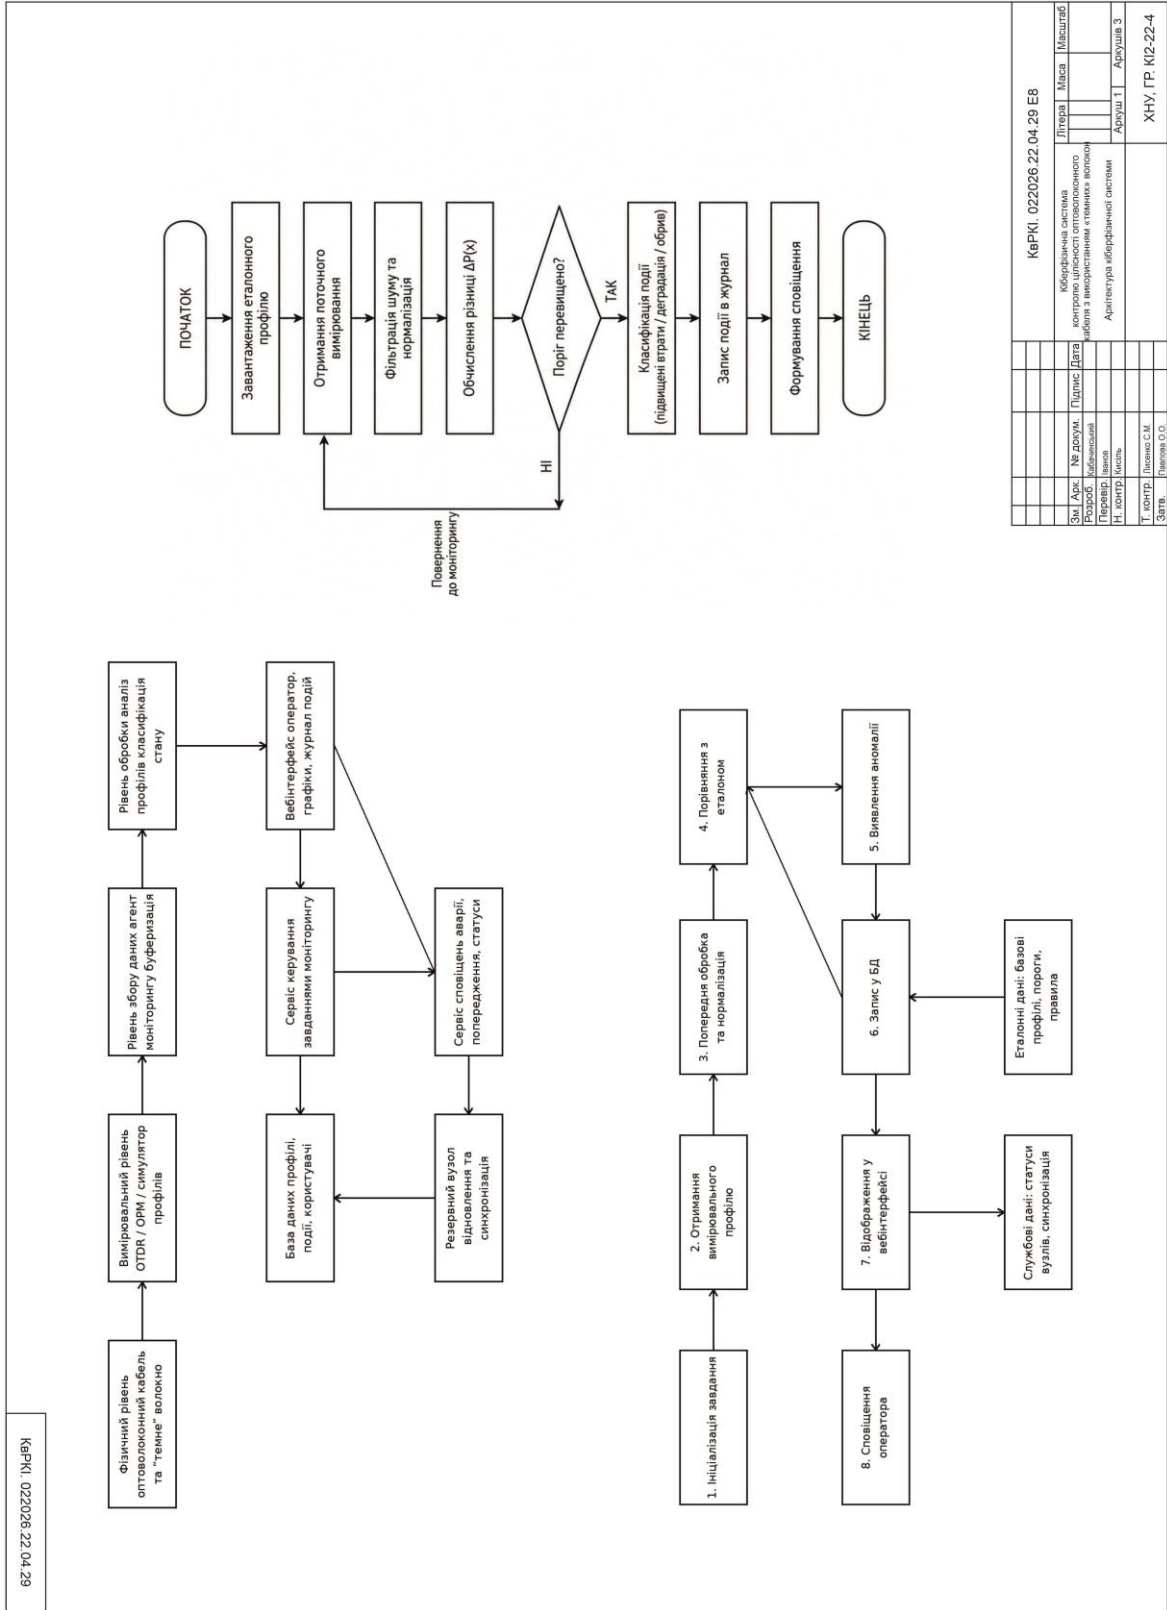 КвРКІ. 022026.22.04.29
Фізичний рівень
оптоволоконний кабель
та "темне" волокно
Вимірювальний рівень
OTDR / OPM / симулятор
профілів
Рівень збору даних агент
моніторингу буферизація
Рівень обробки аналіз
профілів класифікація
стану
База даних профілі,
події, користувачі
Сервіс керування
завданнями моніторингу
Вебінтерфейс оператор,
графіки, журнал подій
Резервний вузол
відновлення та
синхронізація
Сервіс сповіщень аварії,
попередження, статуси
1. Ініціалізація завдання
2. Отримання
вимірювального
профілю
3. Попередня обробка
та нормалізація
4. Порівняння з
еталоном
8. Сповіщення
оператора
7. Відображення у
вебінтерфейсі
6. Запис у БД
5. Виявлення аномалії
Службові дані: статуси
вузлів, синхронізація
Еталонні дані: базові
профілі, пороги,
правила
ПОЧАТОК
Завантаження еталонного
профілю
Отримання поточного
вимірювання
Фільтрація шуму та
нормалізація
Обчислення різниці ΔP(x)
Поріг перевищено?
НІ
ТАК
Повернення
до моніторингу
Класифікація події
(підвищені втрати / деградація / обрив)
Запис події в журнал
Формування сповіщення
КІНЕЦЬ
КвРКІ. 022026.22.04.29 Е8
Зм. Арк. № докум. Підпис Дата
Розроб. Кабачинський
Перевір. Іванов
Н. контр. Кисіль
Т. контр. Лисенко С.М.
Затв. Павлова О.О.
Кіберфізична система
контролю цілісності оптоволоконного
кабеля з використанням «темних» волокон
Архітектура кіберфізичної системи
Літера Маса Масштаб
Аркуш 1 Аркушів 3
ХНУ, ГР. КІ2-22-4